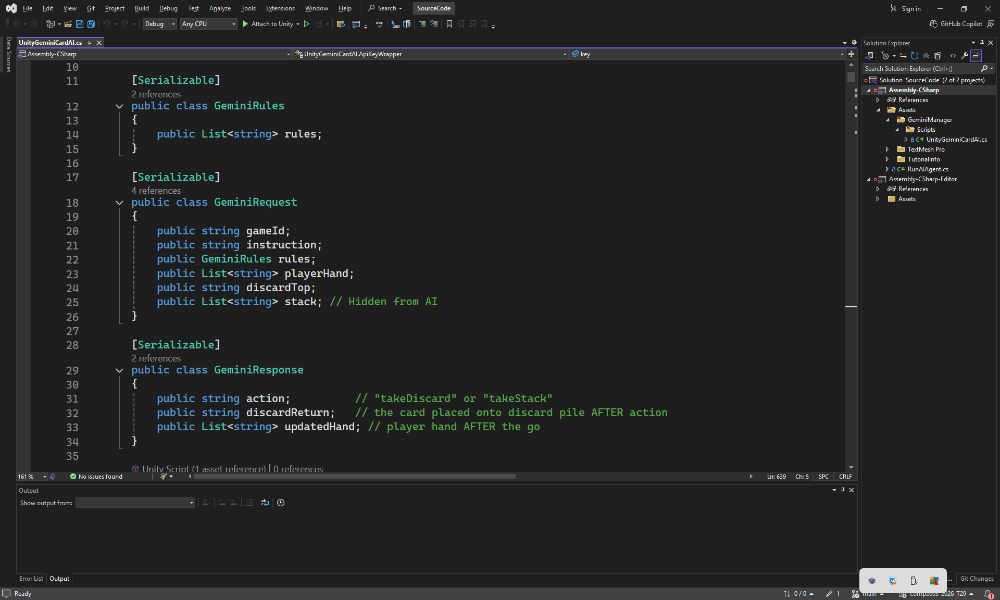 File Edit View Git Project Build Debug Test Analyze Tools Extensions Window Help Search SourceCode Sign in
Debug Any CPU Attach to Unity GitHub Copilot
Data Sources
UnityGeminiCardAI.cs
Assembly-CSharp UnityGeminiCardAI.ApiKeyWrapper key
10
11 [Serializable]
2 references
12 public class GeminiRules
13 {
14 public List<string> rules;
15 }
16
17 [Serializable]
4 references
18 public class GeminiRequest
19 {
20 public string gameId;
21 public string instruction;
22 public GeminiRules rules;
23 public List<string> playerHand;
24 public string discardTop;
25 public List<string> stack; // Hidden from AI
26 }
27
28 [Serializable]
2 references
29 public class GeminiResponse
30 {
31 public string action; // "takeDiscard" or "takeStack"
32 public string discardReturn; // the card placed onto discard pile AFTER action
33 public List<string> updatedHand; // player hand AFTER the go
34 }
35
Unity Script (1 asset reference) | 0 references
161 % No issues found Ln: 639 Ch: 5 SPC CRLF
Output
Show output from:
Error List Output
Solution Explorer
Search Solution Explorer (Ctrl+;)
Solution 'SourceCode' (2 of 2 projects)
Assembly-CSharp
References
Assets
GeminiManager
Scripts
C# UnityGeminiCardAI.cs
TextMesh Pro
TutorialInfo
C# RunAIAgent.cs
Assembly-CSharp-Editor
References
Assets
... Git Changes
Ready 0 / 0 1 main comp2003-2026-T29 1